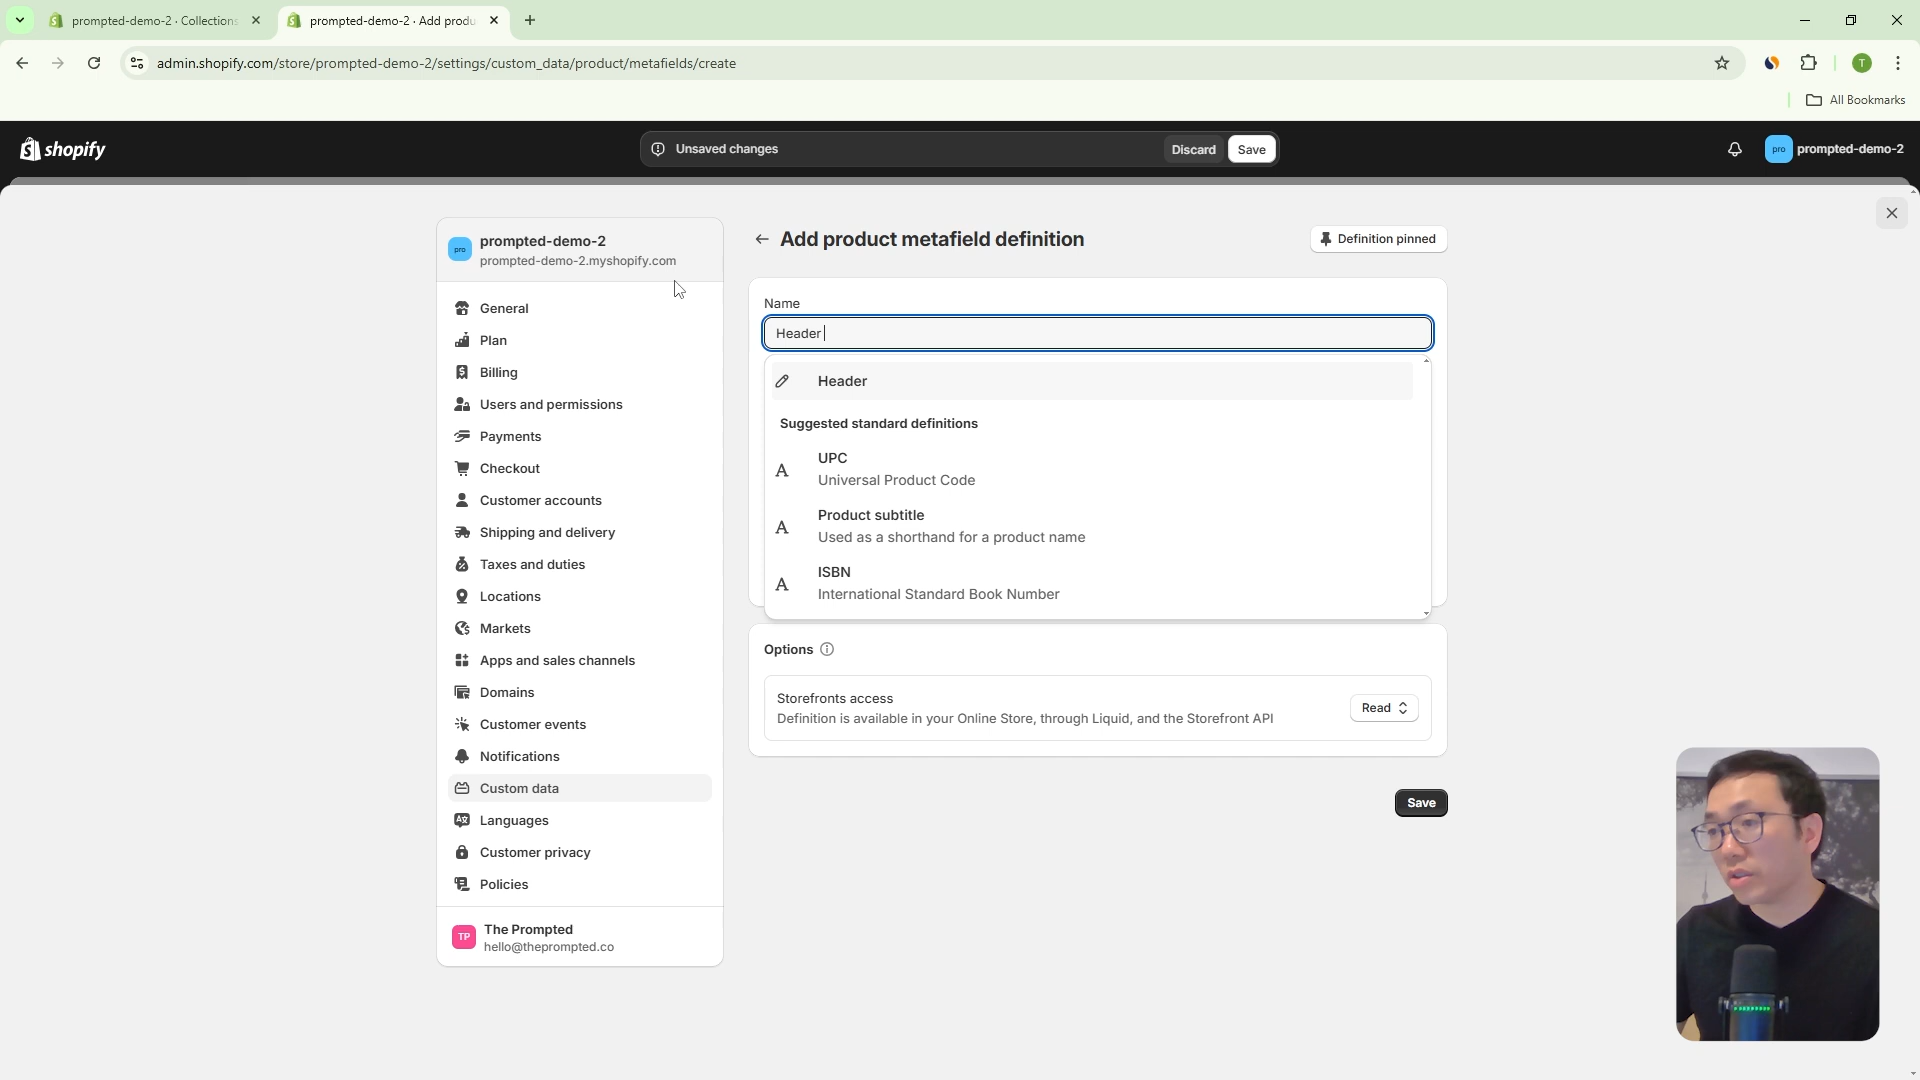 prompted-demo-2 · Collections
prompted-demo-2 · Add produ
admin.shopify.com/store/prompted-demo-2/settings/custom_data/product/metafields/create
T
All Bookmarks
shopify
Unsaved changes
Discard
Save
pro
prompted-demo-2
pro
prompted-demo-2
prompted-demo-2.myshopify.com
General
Plan
Billing
Users and permissions
Payments
Checkout
Customer accounts
Shipping and delivery
Taxes and duties
Locations
Markets
Apps and sales channels
Domains
Customer events
Notifications
Custom data
Languages
Customer privacy
Policies
TP
The Prompted
hello@theprompted.co
Add product metafield definition
Definition pinned
Name
Header
Header
Suggested standard definitions
A
UPC
Universal Product Code
A
Product subtitle
Used as a shorthand for a product name
A
ISBN
International Standard Book Number
Options
Storefronts access
Definition is available in your Online Store, through Liquid, and the Storefront API
Read
Save